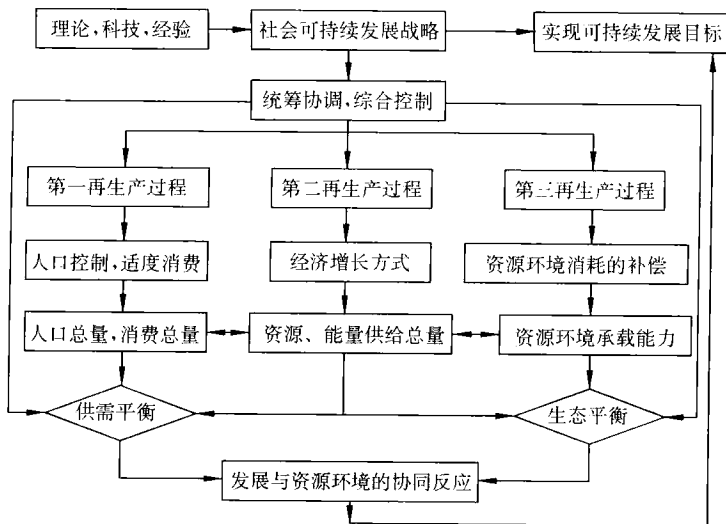 理论,科技,经验
社会可持续发展战略
实现可持续发展目标
统筹协调,综合控制
第一再生产过程
第二再生产过程
第三再生产过程
人口控制,适度消费
经济增长方式
资源环境消耗的补偿
人口总量,消费总量
资源、能量供给总量
资源环境承载能力
供需平衡
生态平衡
发展与资源环境的协同反应